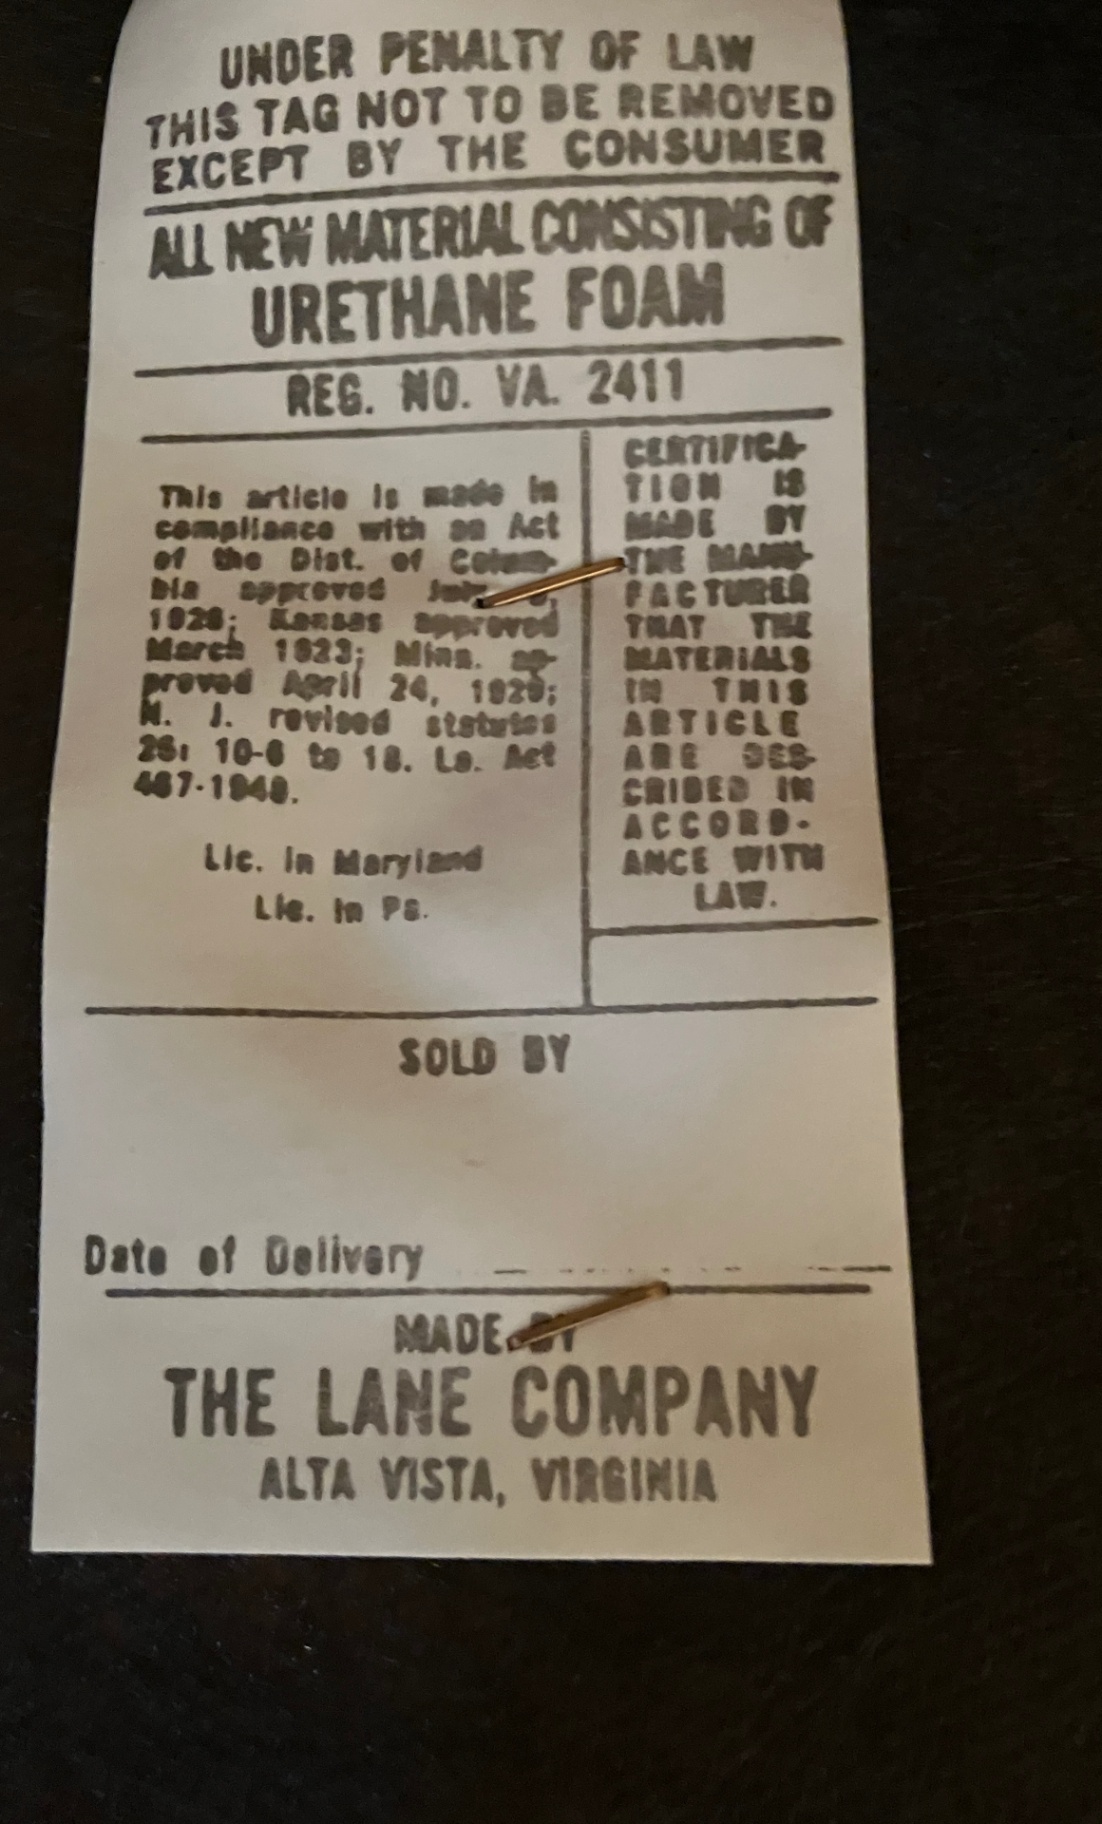 UNDER PENALTY OF LAW
THIS TAG NOT TO BE REMOVED
EXCEPT BY THE CONSUMER
ALL NEW MATERIAL CONSISTING OF
URETHANE FOAM
REG. NO. VA. 2411
This article is made in
compliance with an Act
of the Dist. of Colum-
bia approved
1926; Kansas approved
March 1923; Minn. ap-
proved April 24, 1929;
N. J. revised statutes
26: 10-6 to 18. La. Act
467-1948.
Lic. in Maryland
Lic. in Pa.
CERTIFICA-
TION IS
MADE BY
THE MANU-
FACTURER
THAT THE
MATERIALS
IN THIS
ARTICLE
ARE DES-
CRIBED IN
ACCORD-
ANCE WITH
LAW.
SOLD BY
Date of Delivery
MADE BY
THE LANE COMPANY
ALTA VISTA, VIRGINIA